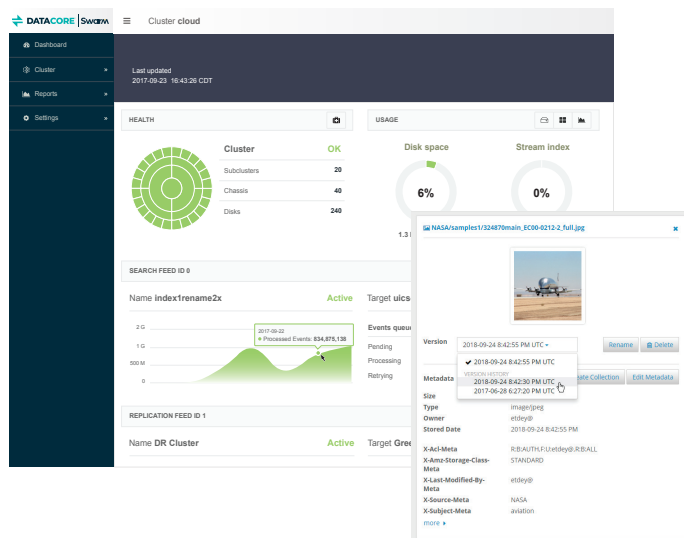 DATACORE Swarm
Cluster cloud
Dashboard
Cluster
Reports
Settings
Last updated
2017-09-23 16:43:26 CDT
HEALTH
Cluster OK
Subclusters 20
Chassis 40
Disks 240
USAGE
Disk space Stream index
6% 0%
1.3
SEARCH FEED ID 0
Name index1rename2x Active Target uics
2 G
1 G
500 M
0
2017-09-22
Processed Events: 834,875,138
Events queu
Pending
Processing
Retrying
REPLICATION FEED ID 1
Name DR Cluster Active Target Gree
NASA/samples1/324870main_EC00-0212-2_full.jpg
Version 2018-09-24 8:42:55 PM UTC
Rename Delete
2018-09-24 8:42:55 PM UTC
VERSION HISTORY
2018-09-24 8:42:30 PM UTC
2017-06-28 6:27:20 PM UTC
Metadata eate Collection Edit Metadata
Size
Type image/jpeg
Owner etdey@
Stored Date 2018-09-24 8:42:55 PM
X-Acl-Meta R:B:AUTH,F:U:etdey@,R:B:ALL
X-Amz-Storage-Class-Meta STANDARD
X-Last-Modified-By-Meta etdey@
X-Source-Meta NASA
X-Subject-Meta aviation
more